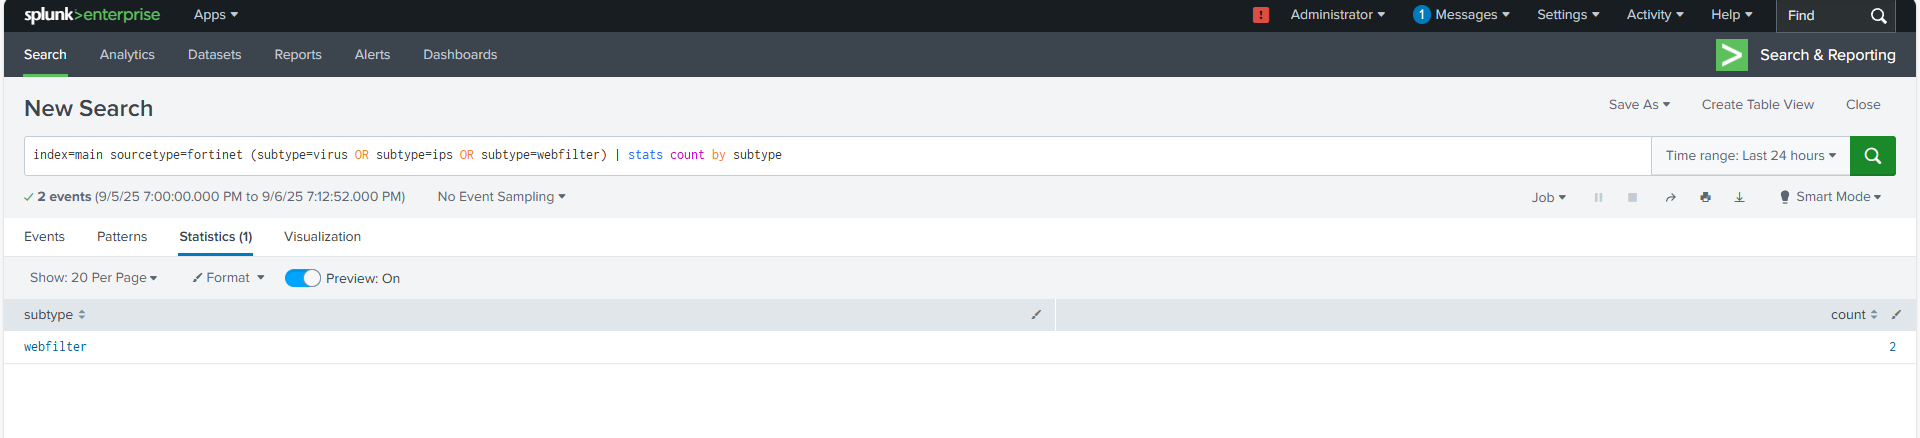 splunk>enterprise Apps ! Administrator 1 Messages Settings Activity Help Find
Search Analytics Datasets Reports Alerts Dashboards > Search & Reporting
New Search Save As Create Table View Close
index=main sourcetype=fortinet (subtype=virus OR subtype=ips OR subtype=webfilter) | stats count by subtype Time range: Last 24 hours
✓ 2 events (9/5/25 7:00:00.000 PM to 9/6/25 7:12:52.000 PM) No Event Sampling Job Smart Mode
Events Patterns Statistics (1) Visualization
Show: 20 Per Page Format Preview: On
subtype count
webfilter 2